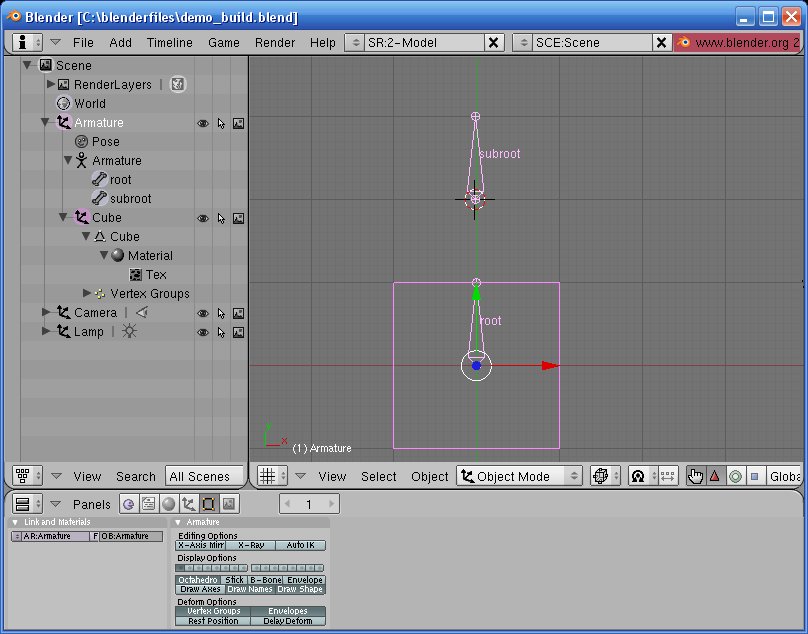 Blender [C:\blenderfiles\demo_build.blend]
File Add Timeline Game Render Help SR:2-Model X SCE:Scene X www.blender.org 2
Scene
RenderLayers
World
Armature
Pose
Armature
root
subroot
Cube
Cube
Material
Tex
Vertex Groups
Camera
Lamp
subroot
root
y
x
(1) Armature
View Search All Scenes
View Select Object Object Mode Globa
Panels 1
Link and Materials
AR:Armature F OB:Armature
Armature
Editing Options
X-Axis Mirr X-Ray Auto IK
Display Options
Octahedro Stick B-Bone Envelope
Draw Axes Draw Names Draw Shape
Deform Options
Vertex Groups Envelopes
Rest Position Delay Deform